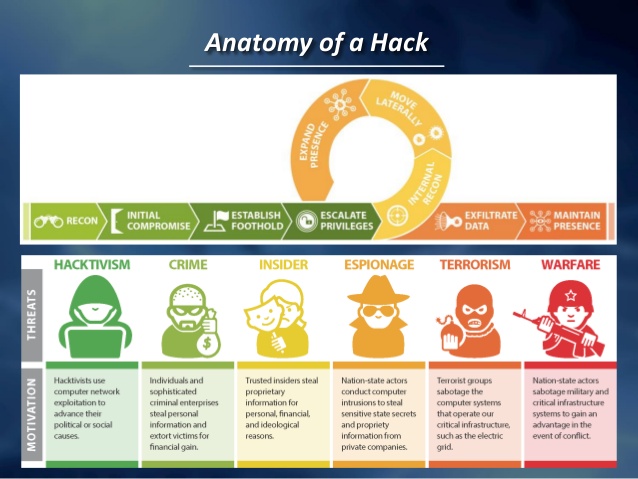 Anatomy of a Hack
EXPAND
PRESENCE
MOVE
LATERALLY
INTERNAL
RECON
RECON
INITIAL
COMPROMISE
ESTABLISH
FOOTHOLD
ESCALATE
PRIVILEGES
EXFILTRATE
DATA
MAINTAIN
PRESENCE
THREATS
HACKTIVISM
CRIME
INSIDER
ESPIONAGE
TERRORISM
WARFARE
MOTIVATION
Hacktivists use
computer network
exploitation to
advance their
political or social
causes.
Individuals and
sophisticated
criminal enterprises
steal personal
information and
extort victims for
financial gain.
Trusted insiders steal
proprietary
information for
personal, financial,
and ideological
reasons.
Nation-state actors
conduct computer
intrusions to steal
sensitive state secrets
and propriety
information from
private companies.
Terrorist groups
sabotage the
computer systems
that operate our
critical infrastructure,
such as the electric
grid.
Nation-state actors
sabotage military and
critical infrastructure
systems to gain an
advantage in the
event of conflict.